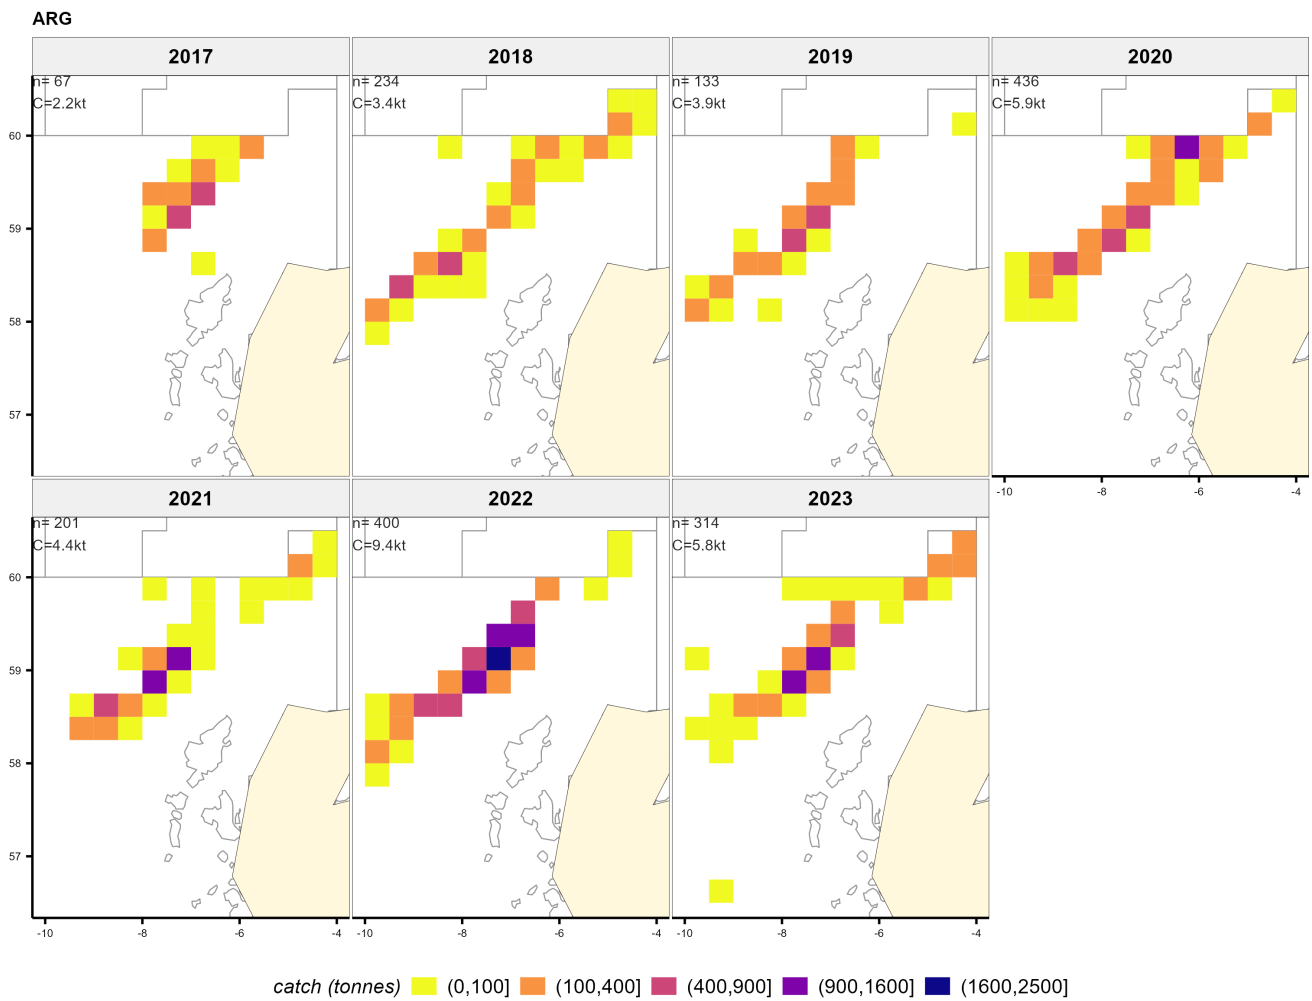 ARG
2017 2018 2019 2020
n= 67 n= 234 n= 133 n= 436
C=2.2kt C=3.4kt C=3.9kt C=5.9kt
60
59
58
57
-10 -8 -6 -4
2021 2022 2023
n= 201 n= 400 n= 314
C=4.4kt C=9.4kt C=5.8kt
60
59
58
57
-10 -8 -6 -4 -10 -8 -6 -4 -10 -8 -6 -4
catch (tonnes) (0,100] (100,400] (400,900] (900,1600] (1600,2500]